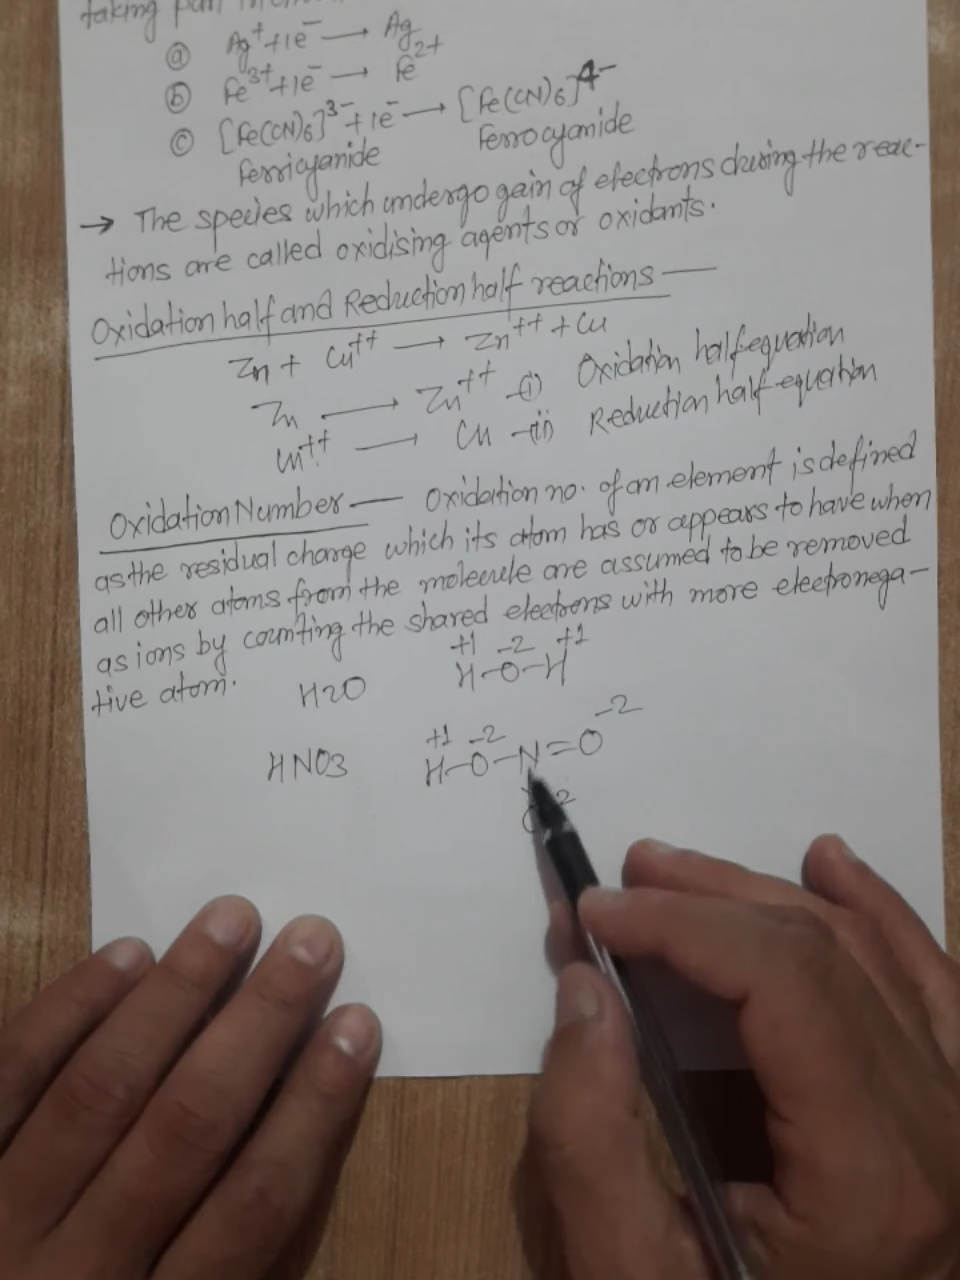 taking part in
ⓐ Ag⁺+1e⁻ → Ag
ⓑ Fe³⁺+1e⁻ → Fe²⁺
ⓒ [Fe(CN)6]³⁻+1e⁻ → [Fe(CN)6]⁴⁻
Ferricyanide Ferrocyanide
→ The species which undergo gain of electrons during the reac-
tions are called oxidising agents or oxidants.
Oxidation half and Reduction half reactions —
Zn + Cu⁺⁺ → Zn⁺⁺ + Cu
Zn → Zn⁺⁺ -(i) Oxidation half equation
Cu⁺⁺ → Cu -(ii) Reduction half equation
Oxidation Number — Oxidation no. of an element is defined
as the residual charge which its atom has or appears to have when
all other atoms from the molecule are assumed to be removed
as ions by counting the shared electrons with more electronega-
tive atom.
+1 -2 +1
H2O H-O-H
+1 -2 -2
HNO3 H-O-N=O